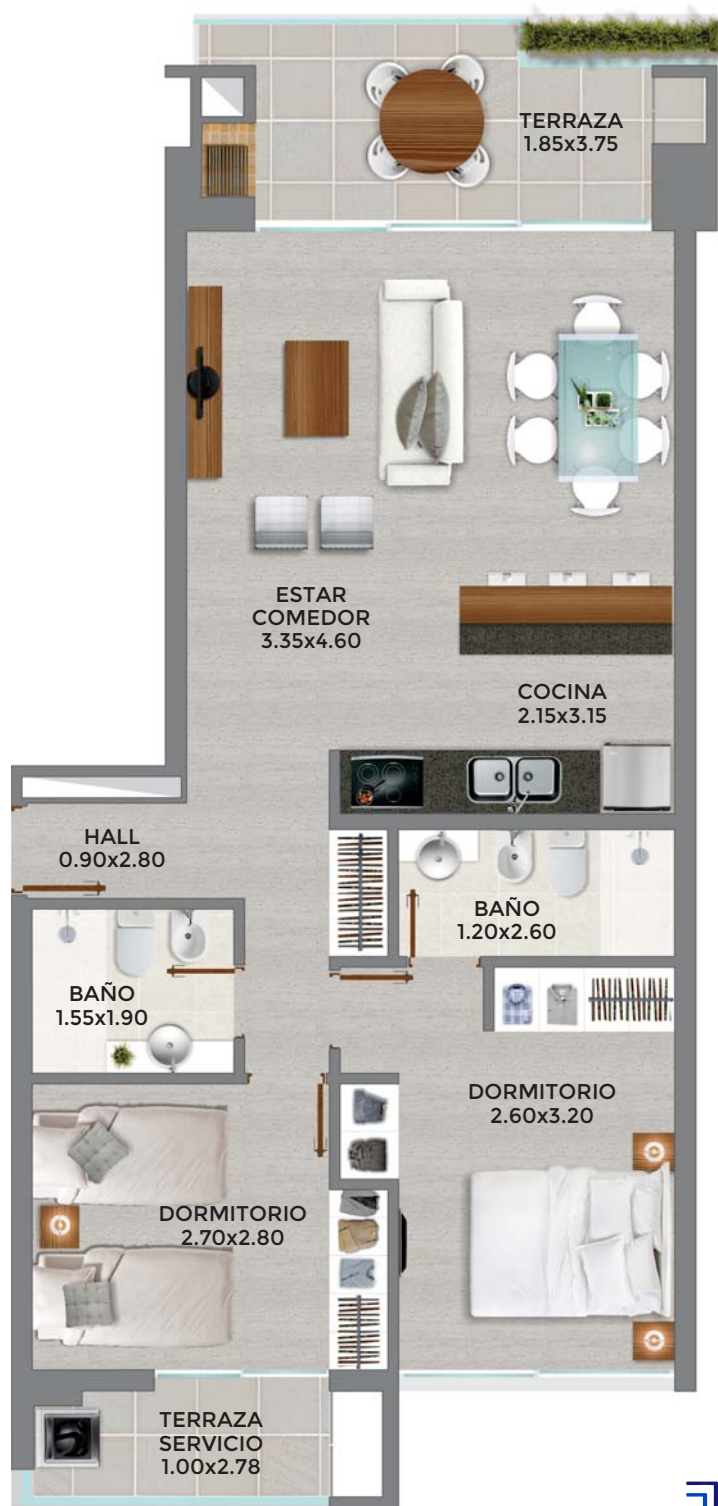 TERRAZA
1.85x3.75
ESTAR
COMEDOR
3.35x4.60
COCINA
2.15x3.15
HALL
0.90x2.80
BAÑO
1.20x2.60
BAÑO
1.55x1.90
DORMITORIO
2.60x3.20
DORMITORIO
2.70x2.80
TERRAZA
SERVICIO
1.00x2.78